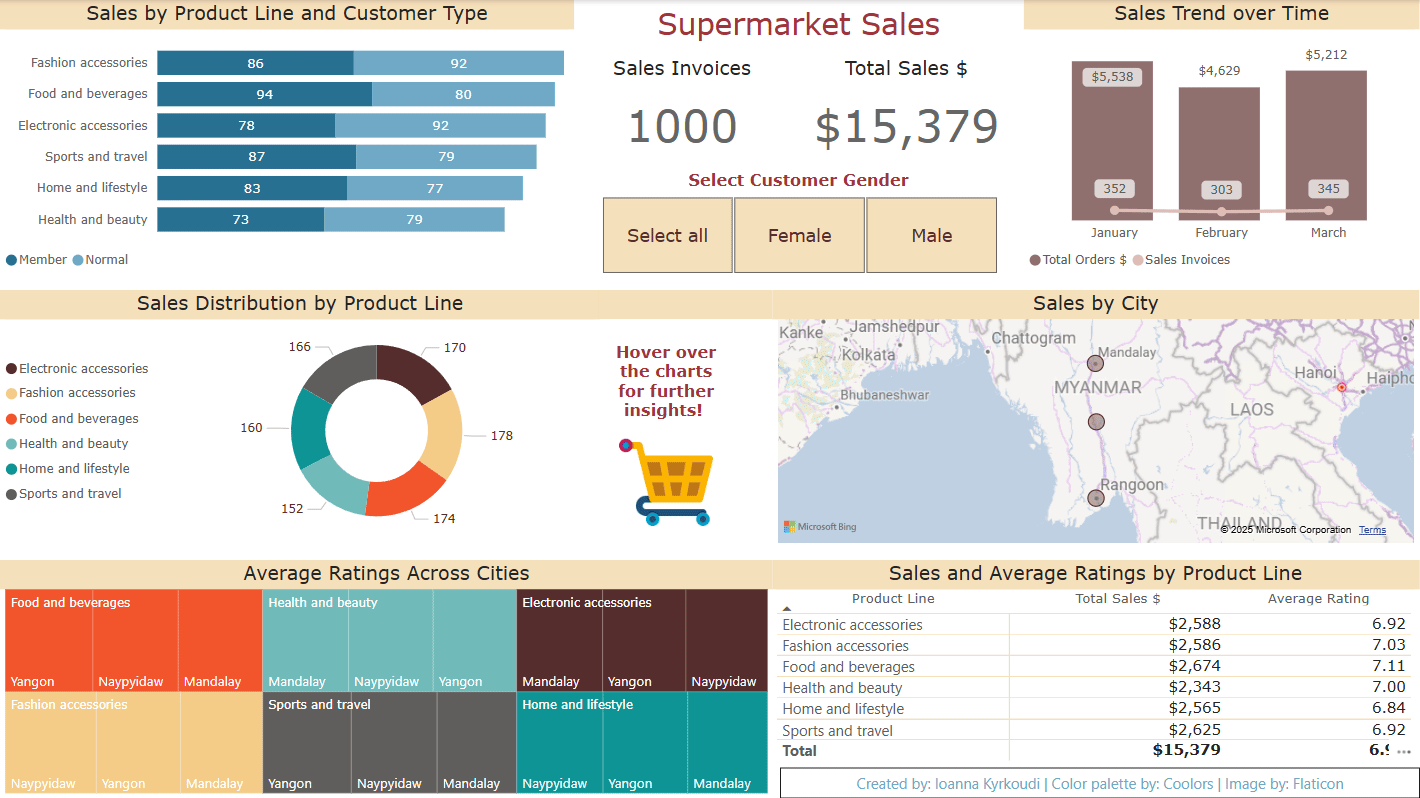 Sales by Product Line and Customer Type
Fashion accessories 86 92
Food and beverages 94 80
Electronic accessories 78 92
Sports and travel 87 79
Home and lifestyle 83 77
Health and beauty 73 79
Member Normal
Supermarket Sales
Sales Invoices Total Sales $
1000 $15,379
Select Customer Gender
Select all Female Male
Sales Trend over Time
$5,538 $4,629 $5,212
352 303 345
January February March
Total Orders $ Sales Invoices
Sales Distribution by Product Line
Electronic accessories
Fashion accessories
Food and beverages
Health and beauty
Home and lifestyle
Sports and travel
166 170
160 178
152 174
Hover over
the charts
for further
insights!
Sales by City
Kanke Jamshedpur
Kolkata
Bhubaneshwar
Chattogram
Mandalay
MYANMAR
Hanoi
Haipho
LAOS
Rangoon
THAILAND
Microsoft Bing
© 2025 Microsoft Corporation Terms
Average Ratings Across Cities
Food and beverages Health and beauty Electronic accessories
Yangon Naypyidaw Mandalay Mandalay Naypyidaw Yangon Mandalay Yangon Naypyidaw
Fashion accessories Sports and travel Home and lifestyle
Naypyidaw Yangon Mandalay Yangon Naypyidaw Mandalay Naypyidaw Yangon Mandalay
Sales and Average Ratings by Product Line
Product Line Total Sales $ Average Rating
Electronic accessories $2,588 6.92
Fashion accessories $2,586 7.03
Food and beverages $2,674 7.11
Health and beauty $2,343 7.00
Home and lifestyle $2,565 6.84
Sports and travel $2,625 6.92
Total $15,379
Created by: Ioanna Kyrkoudi | Color palette by: Coolors | Image by: Flaticon